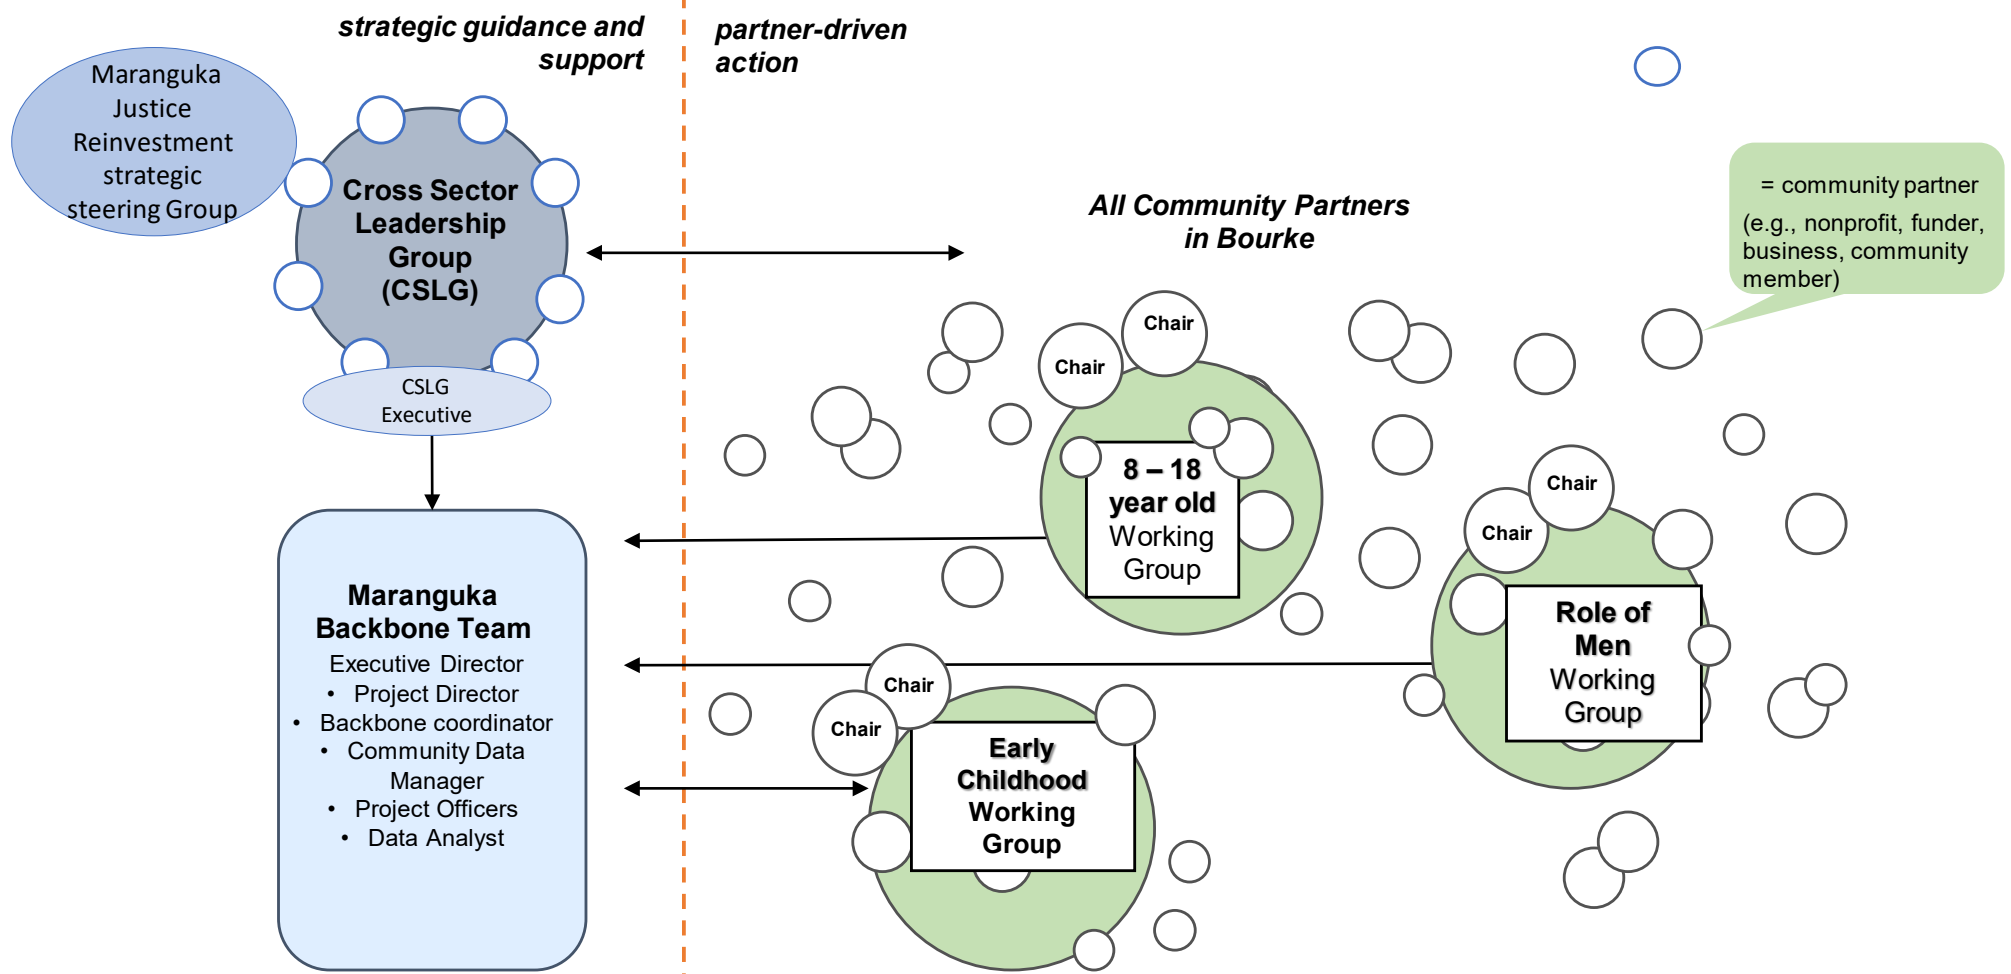 strategic guidance and
support
partner-driven
action
Maranguka
Justice
Reinvestment
strategic
steering Group
Cross Sector
Leadership
Group
(CSLG)
CSLG
Executive
All Community Partners
in Bourke
= community partner
(e.g., nonprofit, funder,
business, community
member)
Chair
Chair
8 – 18
year old
Working
Group
Chair
Chair
Role of
Men
Working
Group
Maranguka
Backbone Team
Executive Director
• Project Director
• Backbone coordinator
• Community Data
Manager
• Project Officers
• Data Analyst
Chair
Chair
Early
Childhood
Working
Group